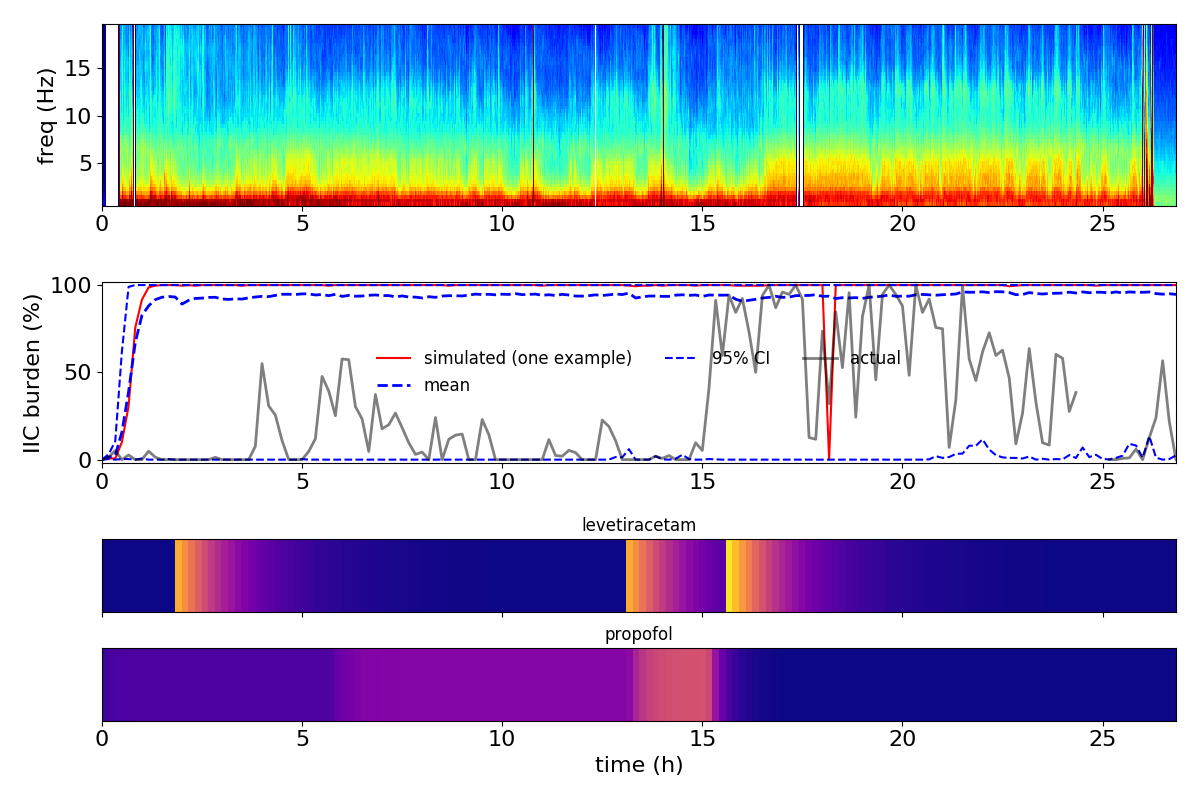 freq (Hz)
15
10
5
0 5 10 15 20 25
IIC burden (%)
100
50
0
simulated (one example) 95% CI actual
mean
0 5 10 15 20 25
levetiracetam
propofol
0 5 10 15 20 25
time (h)